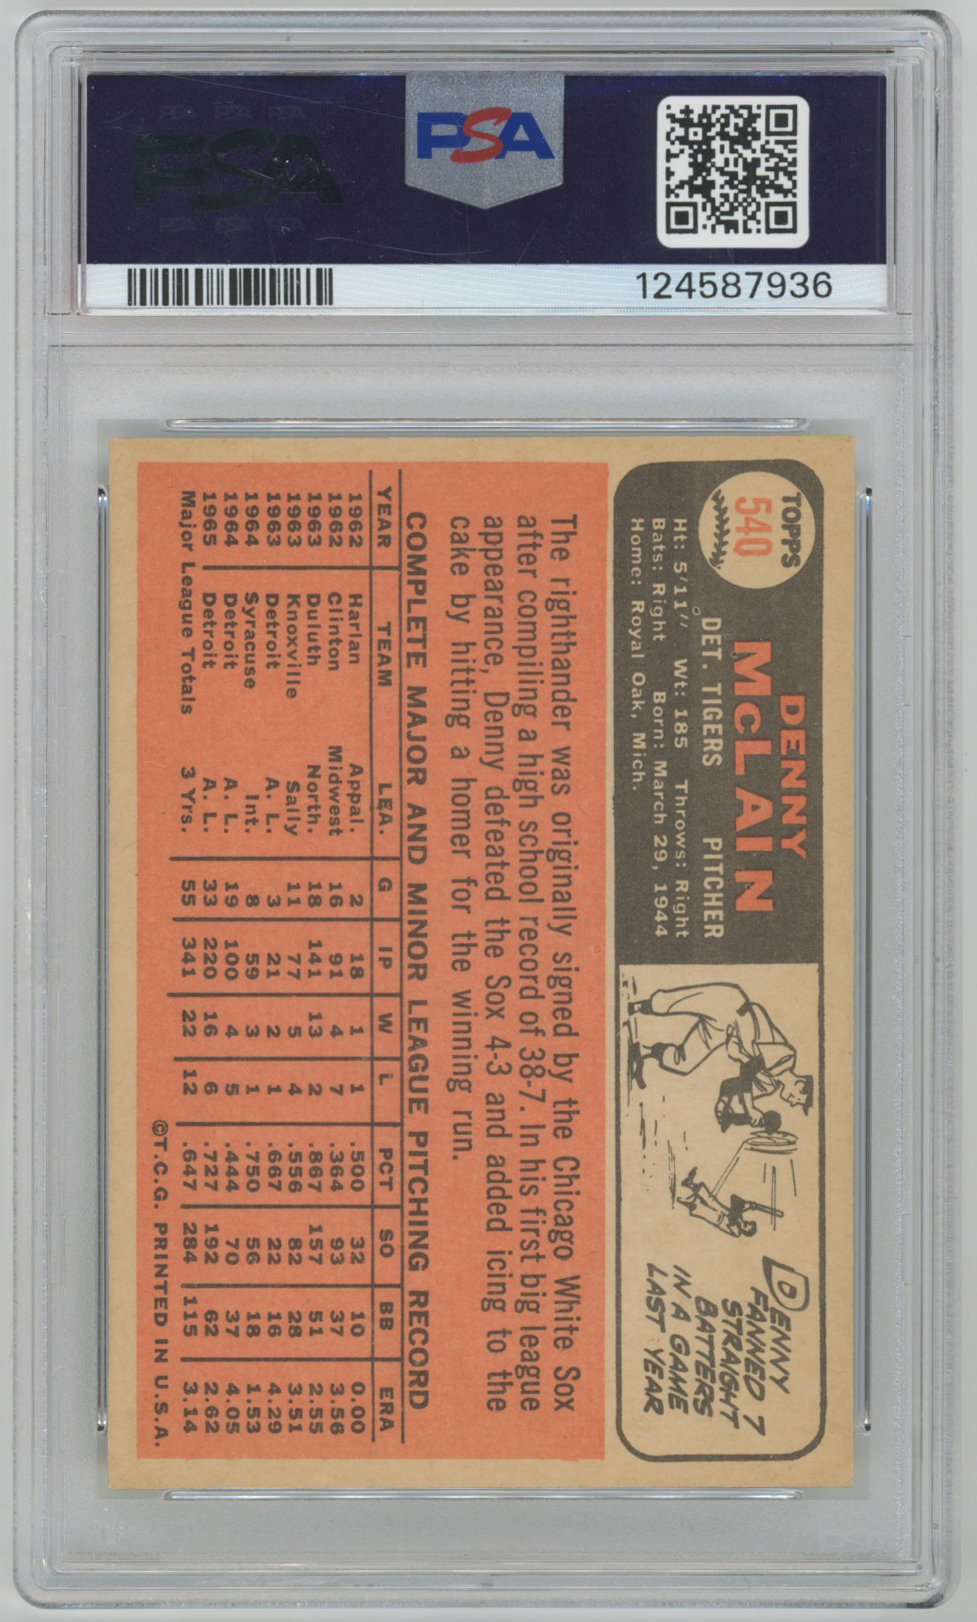 PSA
PSA
124587936
TOPPS
540
DENNY
McLAIN
DET. TIGERS PITCHER
Ht: 5'11" Wt: 185 Throws: Right
Bats: Right Born: March 29, 1944
Home: Royal Oak, Mich.
DENNY
FANNED 7
STRAIGHT
BATTERS
IN A GAME
LAST YEAR
The righthander was originally signed by the Chicago White Sox
after compiling a high school record of 38-7. In his first big league
appearance, Denny defeated the Sox 4-3 and added icing to the
cake by hitting a homer for the winning run.
COMPLETE MAJOR AND MINOR LEAGUE PITCHING RECORD
YEAR TEAM LEA. G IP W L PCT SO BB ERA
1962 Harlan Appal. 2 18 1 1 .500 32 10 0.00
1962 Clinton Midwest 16 91 4 7 .364 93 37 3.56
1963 Duluth North. 18 141 13 2 .867 157 51 2.55
1963 Knoxville Sally 11 77 5 4 .556 82 28 3.51
1963 Detroit A. L. 3 21 2 1 .667 22 16 4.29
1964 Syracuse Int. 8 59 3 1 .750 56 18 1.53
1964 Detroit A. L. 19 100 4 5 .444 70 37 4.05
1965 Detroit A. L. 33 220 16 6 .727 192 62 2.62
Major League Totals 3 Yrs. 55 341 22 12 .647 284 115 3.14
©T.C.G. PRINTED IN U.S.A.